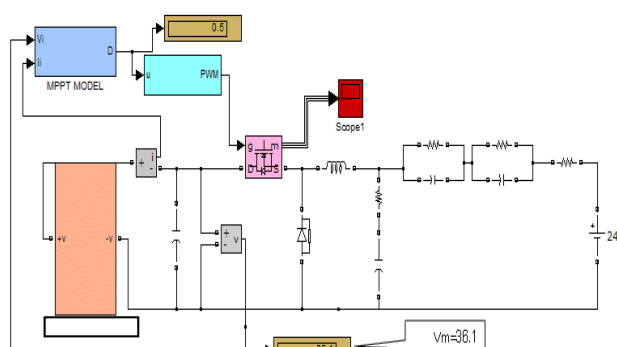 0.5
Vi
Ii
D
MPPT MODEL
u
PWM
Scope1
g
m
D
S
+
i
-
+v
-v
+
-
v
+
24
Vm=36.1